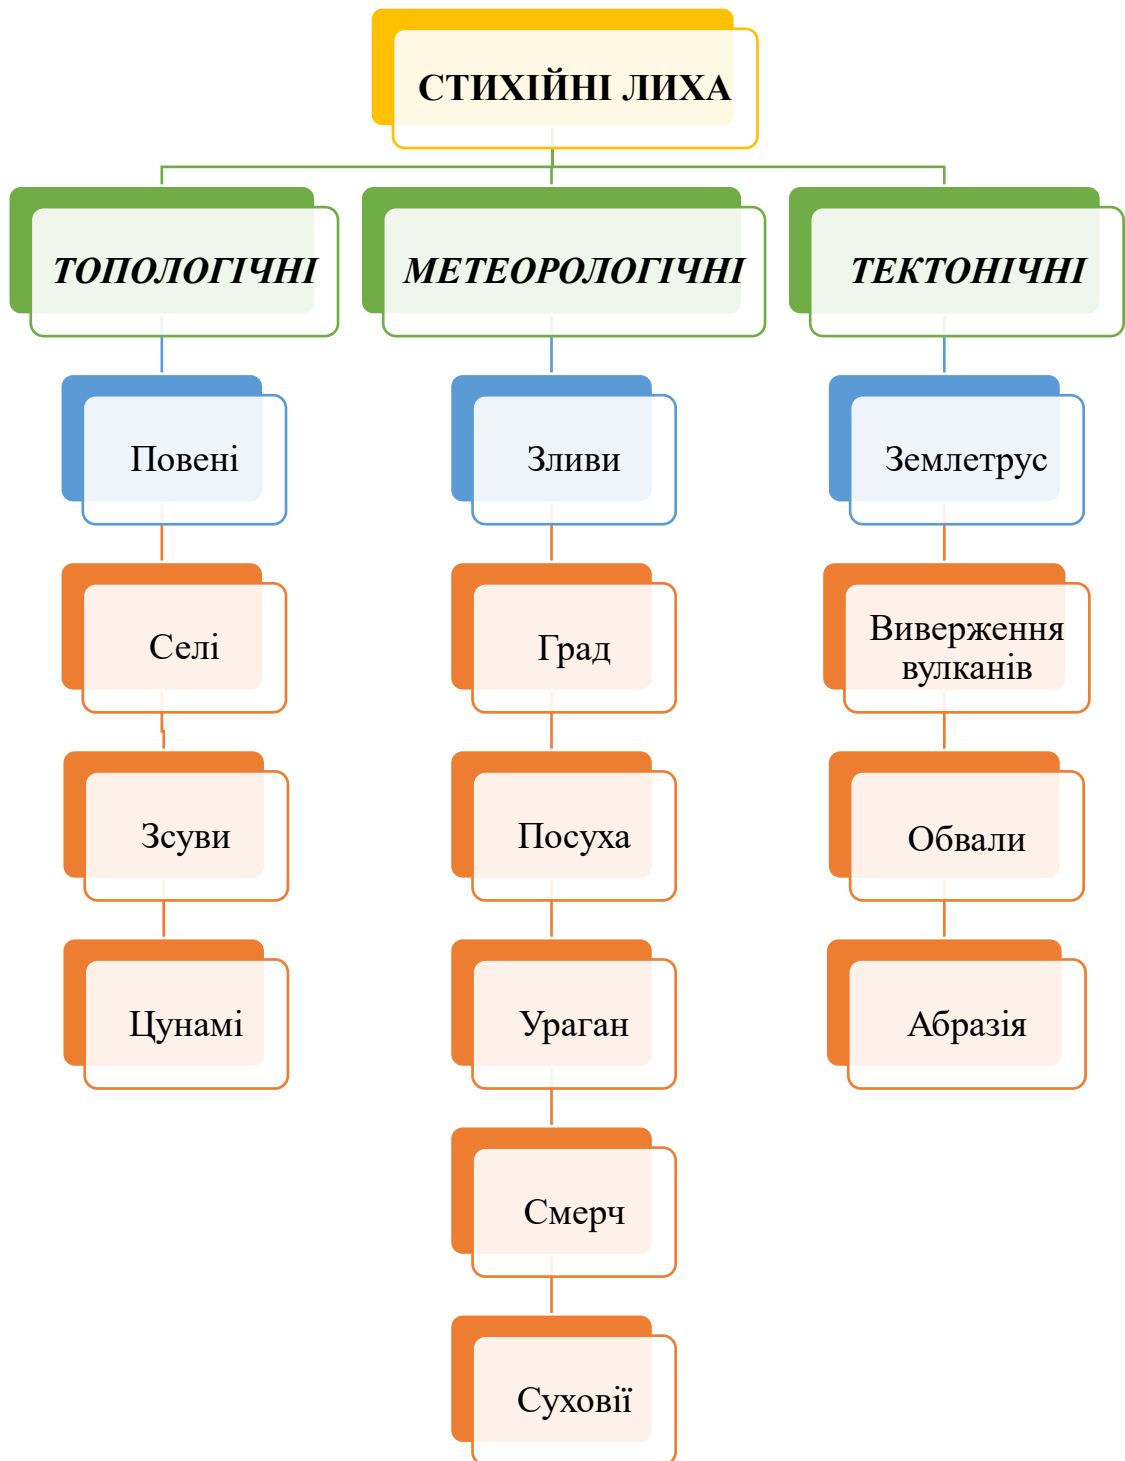 СТИХІЙНІ ЛИХА
ТОПОЛОГІЧНІ
МЕТЕОРОЛОГІЧНІ
ТЕКТОНІЧНІ
Повені
Зливи
Землетрус
Селі
Град
Виверження
вулканів
Зсуви
Посуха
Обвали
Цунамі
Ураган
Абразія
Смерч
Суховії